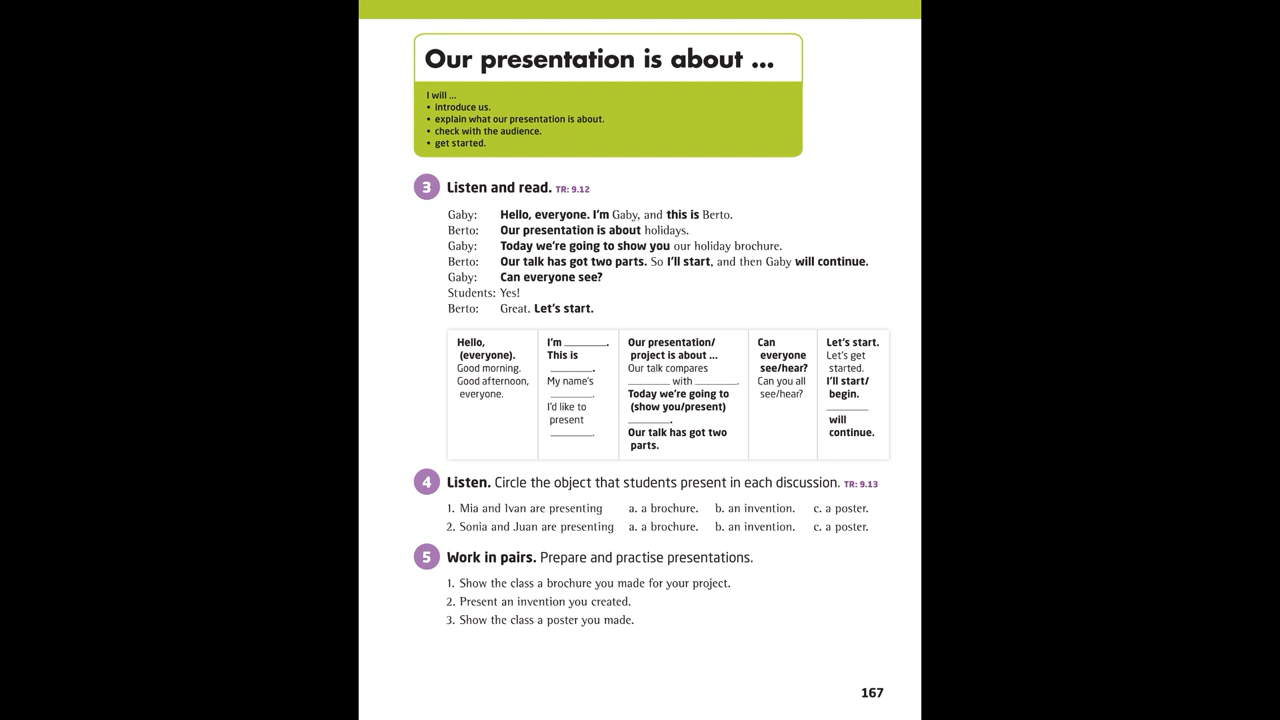 Our presentation is about ...
I will ...
• introduce us.
• explain what our presentation is about.
• check with the audience.
• get started.
3 Listen and read. TR: 9.12
Gaby: Hello, everyone. I'm Gaby, and this is Berto.
Berto: Our presentation is about holidays.
Gaby: Today we're going to show you our holiday brochure.
Berto: Our talk has got two parts. So I'll start, and then Gaby will continue.
Gaby: Can everyone see?
Students: Yes!
Berto: Great. Let's start.
Hello,
(everyone).
Good morning.
Good afternoon,
everyone.
I'm ________.
This is
________.
My name's
________.
I'd like to
present
________.
Our presentation/
project is about ...
Our talk compares
________ with ________.
Today we're going to
(show you/present)
________.
Our talk has got two
parts.
Can
everyone
see/hear?
Can you all
see/hear?
Let's start.
Let's get
started.
I'll start/
begin.
________
will
continue.
4 Listen. Circle the object that students present in each discussion. TR: 9.13
1. Mia and Ivan are presenting a. a brochure. b. an invention. c. a poster.
2. Sonia and Juan are presenting a. a brochure. b. an invention. c. a poster.
5 Work in pairs. Prepare and practise presentations.
1. Show the class a brochure you made for your project.
2. Present an invention you created.
3. Show the class a poster you made.
167